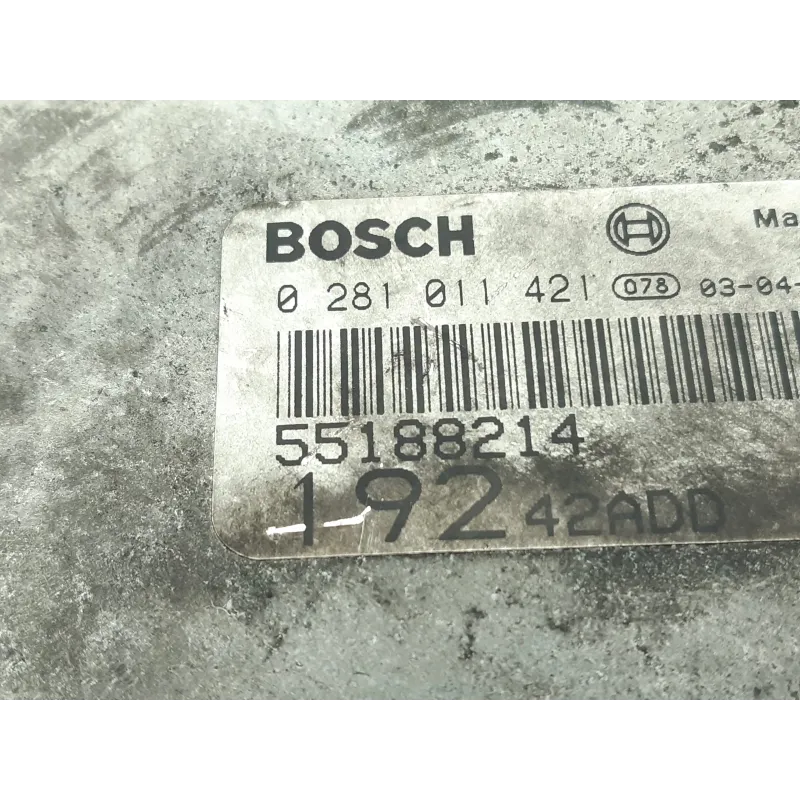 BOSCH Ma
0 281 011 421 078 03-04-
55188214
192 42ADD